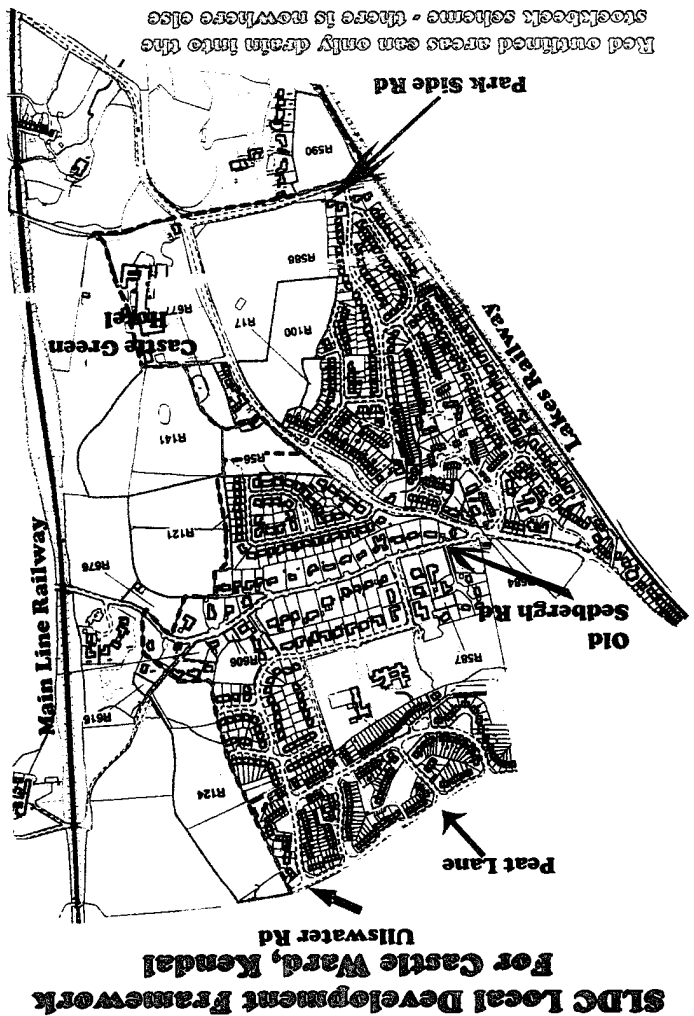 SLDC Local Development Framework
For Castle Ward, Kendal
Ullswater Rd
Peat Lane
R124
R616
R587
R606
Old
Sedbergh Rd
Main Line Railway
R676
R121
R56
R141
Castle Green
Hotel
Lakes Railway
R100
R17
R677
R590
Park Side Rd
Red outlined areas can only drain into the
stockbeck scheme - there is nowhere else